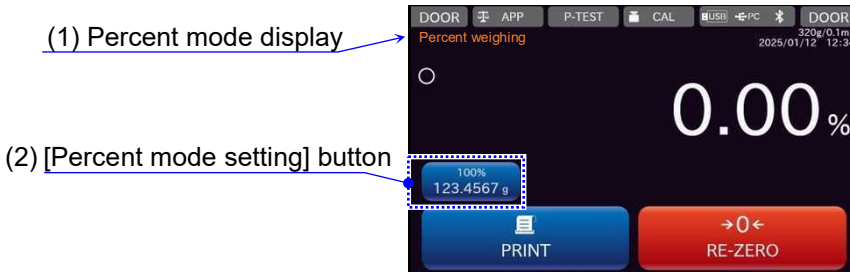 DOOR APP P-TEST CAL USB PC DOOR
(1) Percent mode display
Percent weighing
320g/0.1m
2025/01/12 12:34
0.00 %
(2) [Percent mode setting] button
100%
123.4567 g
PRINT
→0←
RE-ZERO